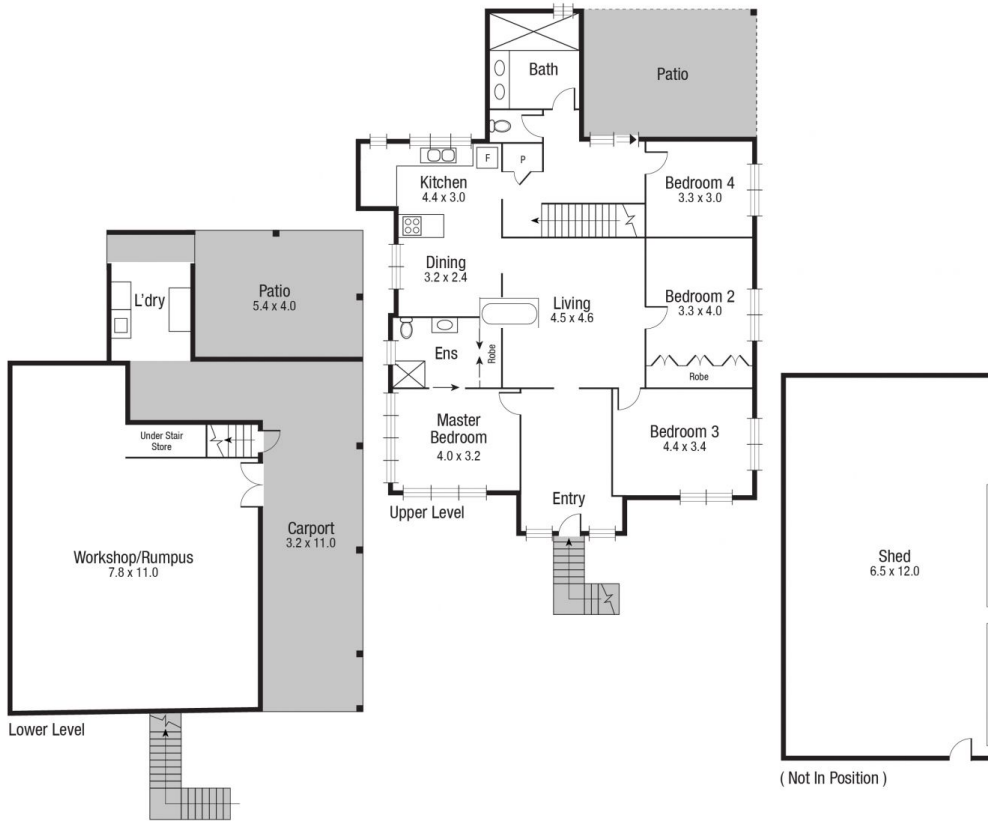 Bath
Patio
F
P
Kitchen
4.4 x 3.0
Bedroom 4
3.3 x 3.0
Dining
3.2 x 2.4
Living
4.5 x 4.6
Bedroom 2
3.3 x 4.0
Ens
Robe
Robe
Master
Bedroom
4.0 x 3.2
Bedroom 3
4.4 x 3.4
Entry
Upper Level
L'dry
Patio
5.4 x 4.0
Under Stair
Store
Carport
3.2 x 11.0
Workshop/Rumpus
7.8 x 11.0
Lower Level
Shed
6.5 x 12.0
( Not In Position )